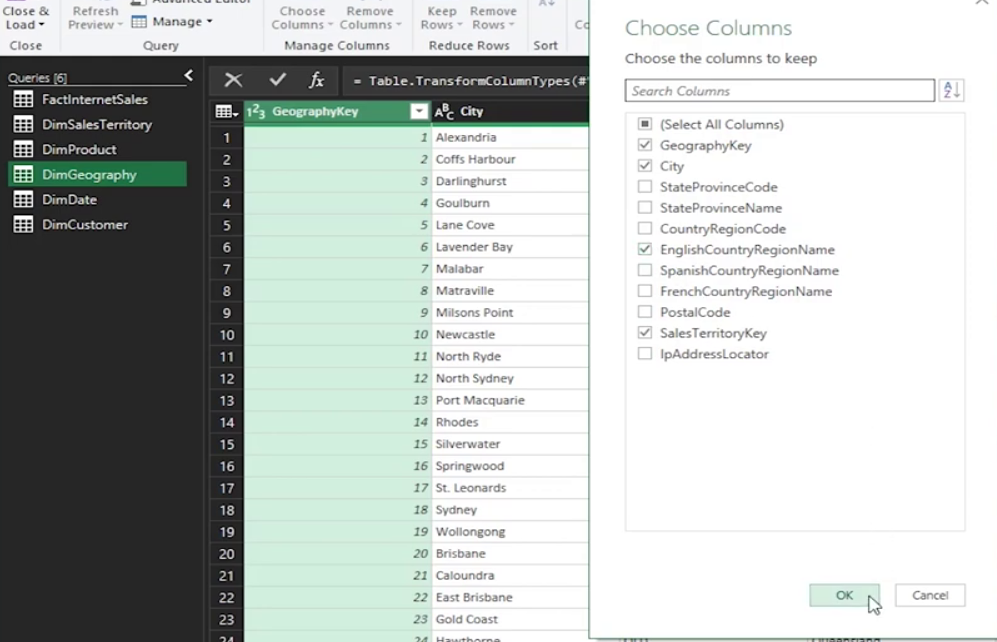 Close &
Load
Close
Refresh
Preview
Advanced Editor
Manage
Query
Choose
Columns
Remove
Columns
Manage Columns
Keep
Rows
Remove
Rows
Reduce Rows
Sort
Queries [6]
FactInternetSales
DimSalesTerritory
DimProduct
DimGeography
DimDate
DimCustomer
fx
= Table.TransformColumnTypes(#
1 2 3 GeographyKey
A B C City
1 1 Alexandria
2 2 Coffs Harbour
3 3 Darlinghurst
4 4 Goulburn
5 5 Lane Cove
6 6 Lavender Bay
7 7 Malabar
8 8 Matraville
9 9 Milsons Point
10 10 Newcastle
11 11 North Ryde
12 12 North Sydney
13 13 Port Macquarie
14 14 Rhodes
15 15 Silverwater
16 16 Springwood
17 17 St. Leonards
18 18 Sydney
19 19 Wollongong
20 20 Brisbane
21 21 Caloundra
22 22 East Brisbane
23 23 Gold Coast
24 24 Hawthorne
Choose Columns
Choose the columns to keep
Search Columns
A Z
(Select All Columns)
GeographyKey
City
StateProvinceCode
StateProvinceName
CountryRegionCode
EnglishCountryRegionName
SpanishCountryRegionName
FrenchCountryRegionName
PostalCode
SalesTerritoryKey
IpAddressLocator
OK
Cancel
Queensland